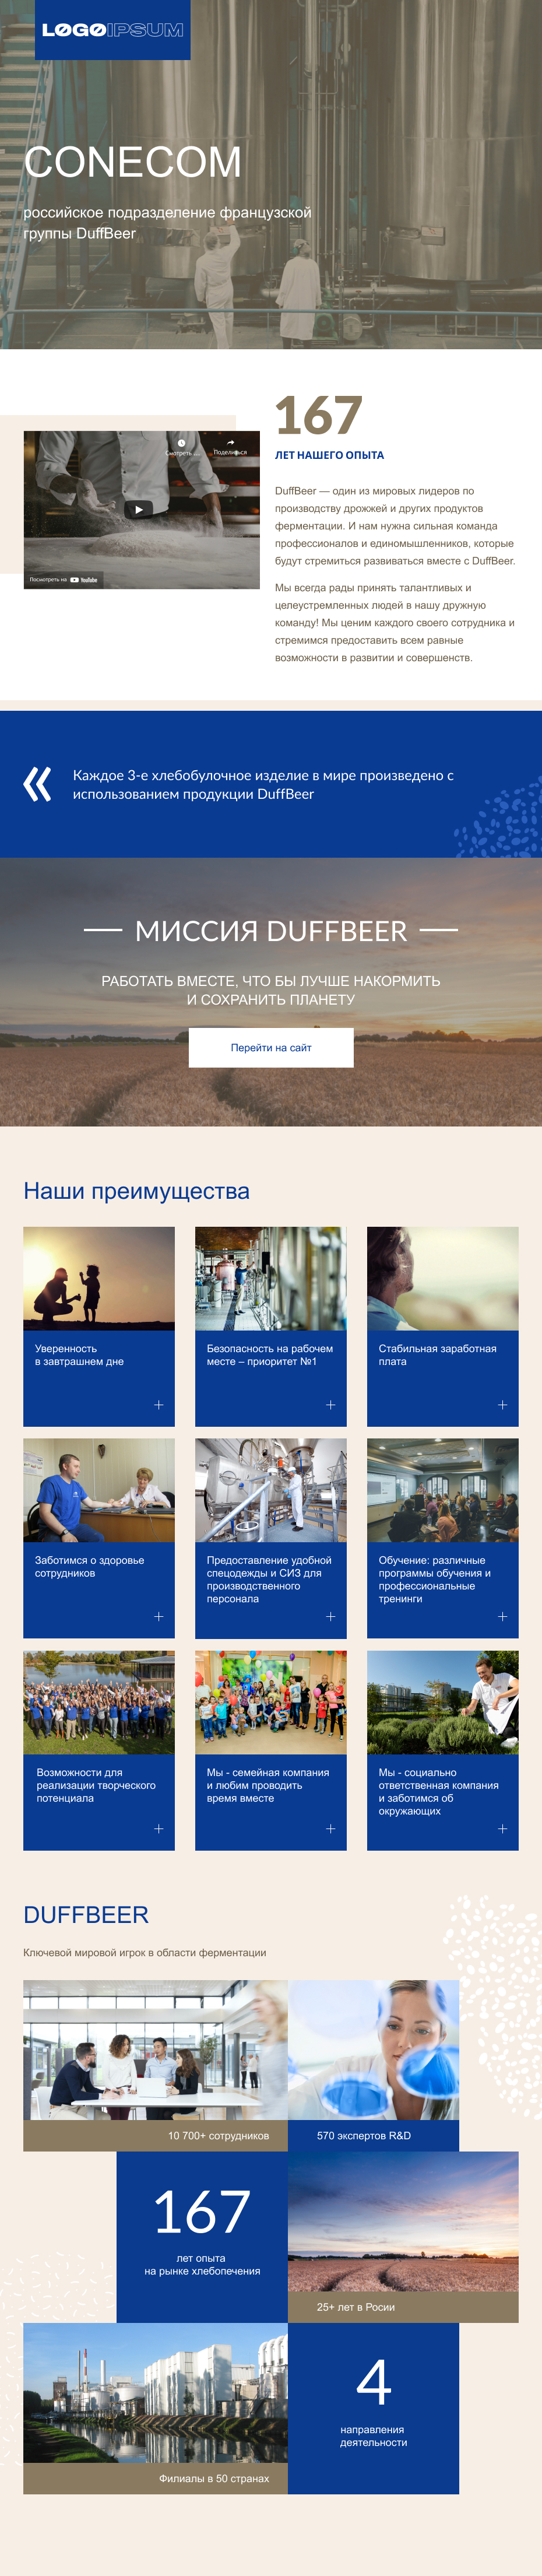 LOGOIPSUM
CONECOM
российское подразделение французской
группы DuffBeer
167
ЛЕТ НАШЕГО ОПЫТА
Смотреть ...
Поделиться
Посмотреть на YouTube
DuffBeer — один из мировых лидеров по
производству дрожжей и других продуктов
ферментации. И нам нужна сильная команда
профессионалов и единомышленников, которые
будут стремиться развиваться вместе с DuffBeer.
Мы всегда рады принять талантливых и
целеустремленных людей в нашу дружную
команду! Мы ценим каждого своего сотрудника и
стремимся предоставить всем равные
возможности в развитии и совершенств.
« Каждое 3-е хлебобулочное изделие в мире произведено с
использованием продукции DuffBeer
МИССИЯ DUFFBEER
РАБОТАТЬ ВМЕСТЕ, ЧТО БЫ ЛУЧШЕ НАКОРМИТЬ
И СОХРАНИТЬ ПЛАНЕТУ
Перейти на сайт
Наши преимущества
Уверенность
в завтрашнем дне
+
Безопасность на рабочем
месте – приоритет №1
+
Стабильная заработная
плата
+
Заботимся о здоровье
сотрудников
+
Предоставление удобной
спецодежды и СИЗ для
производственного
персонала
+
Обучение: различные
программы обучения и
профессиональные
тренинги
+
Возможности для
реализации творческого
потенциала
+
Мы - семейная компания
и любим проводить
время вместе
+
Мы - социально
ответственная компания
и заботимся об
окружающих
+
DUFFBEER
Ключевой мировой игрок в области ферментации
10 700+ сотрудников
570 экспертов R&D
167
лет опыта
на рынке хлебопечения
25+ лет в Росии
Филиалы в 50 странах
4
направления
деятельности